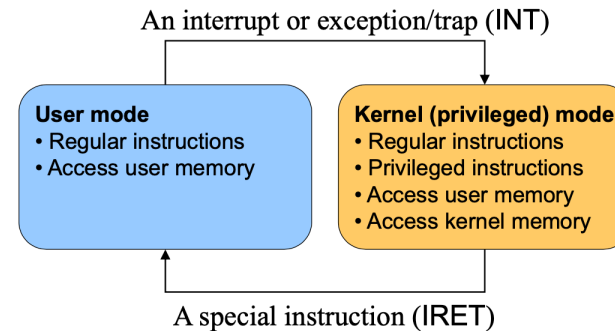 An interrupt or exception/trap (INT)
User mode
• Regular instructions
• Access user memory
Kernel (privileged) mode
• Regular instructions
• Privileged instructions
• Access user memory
• Access kernel memory
A special instruction (IRET)